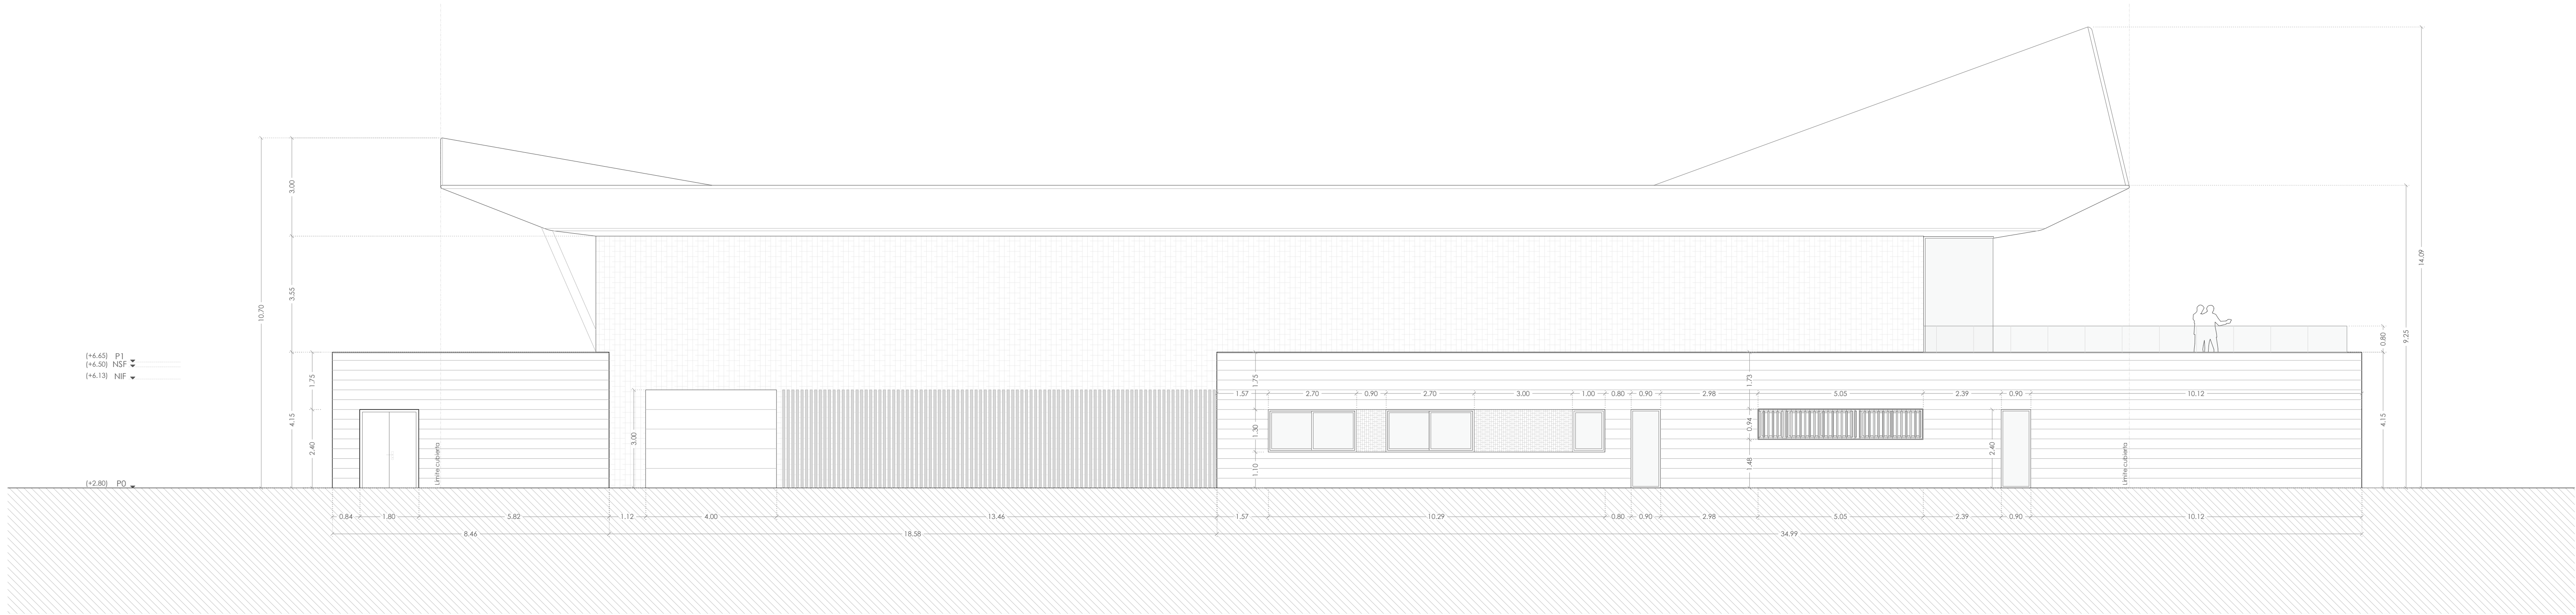 14.09
3.00
10.70
3.55
9.25
0.80
(+6.65) P1
(+6.50) NSF
(+6.13) NIF
1.75
4.15
2.40
Límite cubierta
3.00
1.75
1.30
1.10
1.57 2.70 0.90 2.70 3.00 1.00 0.80 0.90 2.98 5.05 2.39 0.90 10.12
1.73
0.94
1.48
2.40
Límite cubierta
4.15
(+2.80) P0
0.84 1.80 5.82 1.12 4.00 13.46 1.57 10.29 0.80 0.90 2.98 5.05 2.39 0.90 10.12
8.46 18.58 34.99